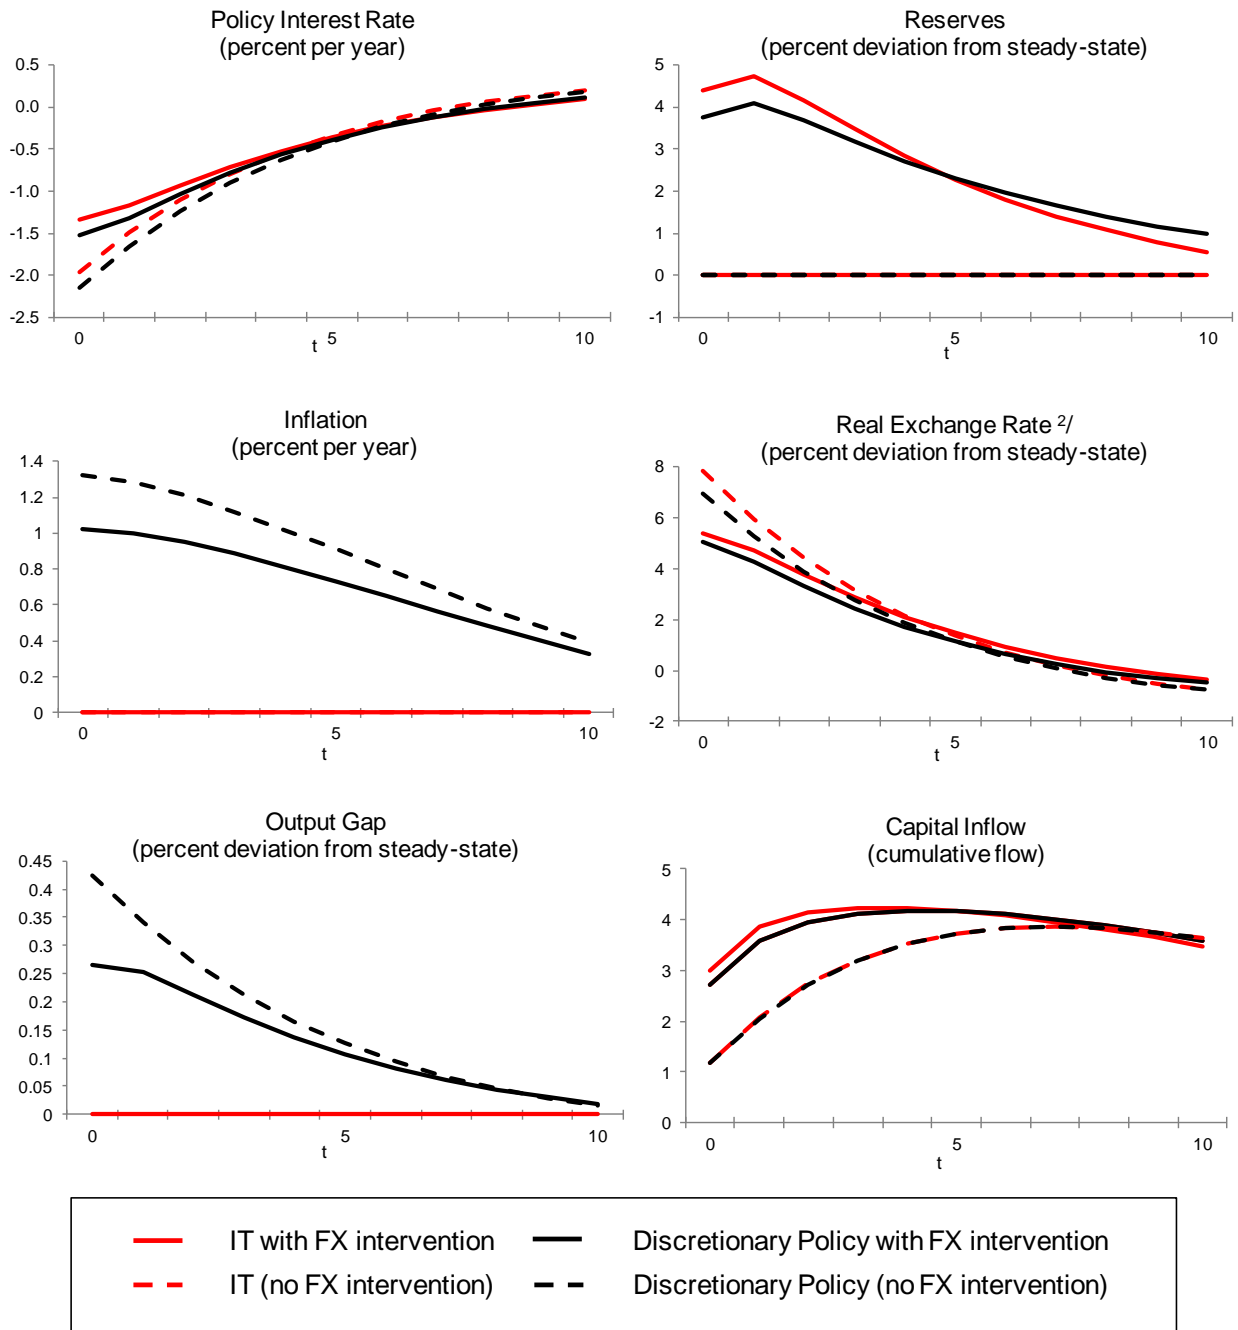 Policy Interest Rate
(percent per year)
0.5
0.0
-0.5
-1.0
-1.5
-2.0
-2.5
0
5
10
t
Reserves
(percent deviation from steady-state)
5
4
3
2
1
0
-1
0
5
10
t
Inflation
(percent per year)
1.4
1.2
1
0.8
0.6
0.4
0.2
0
0
5
10
t
Real Exchange Rate 2/
(percent deviation from steady-state)
8
6
4
2
0
-2
0
5
10
t
Output Gap
(percent deviation from steady-state)
0.45
0.4
0.35
0.3
0.25
0.2
0.15
0.1
0.05
0
0
5
10
t
Capital Inflow
(cumulative flow)
5
4
3
2
1
0
0
5
10
t
IT with FX intervention
Discretionary Policy with FX intervention
IT (no FX intervention)
Discretionary Policy (no FX intervention)